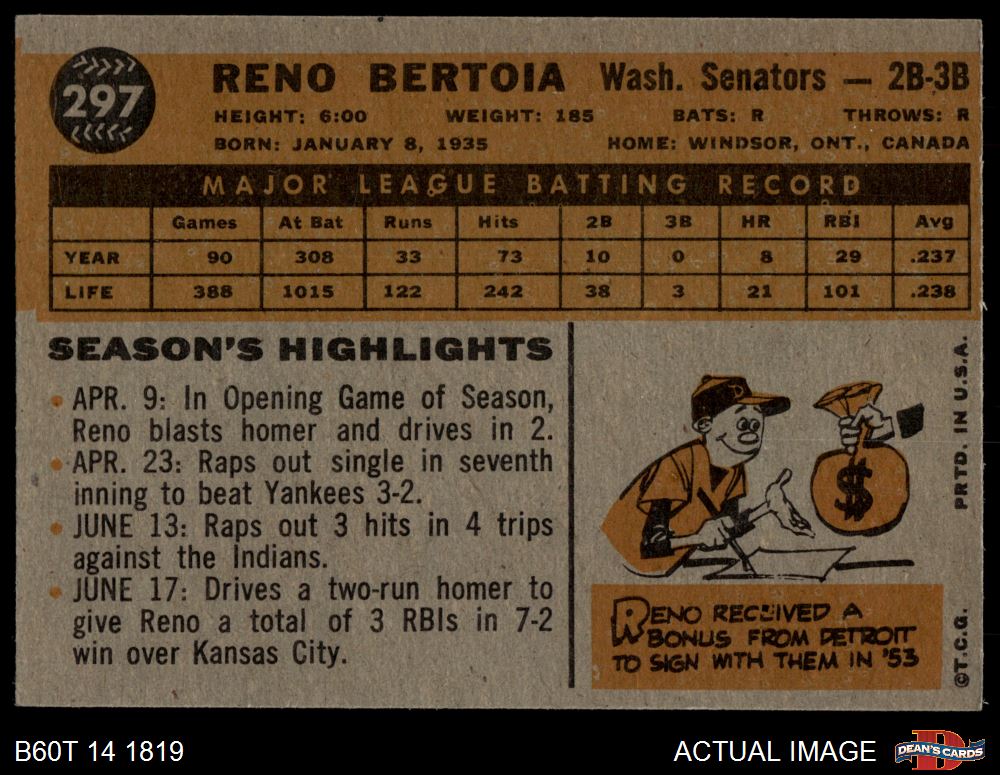 297
RENO BERTOIA Wash. Senators — 2B-3B
HEIGHT: 6:00 WEIGHT: 185 BATS: R THROWS: R
BORN: JANUARY 8, 1935 HOME: WINDSOR, ONT., CANADA
MAJOR LEAGUE BATTING RECORD
Games At Bat Runs Hits 2B 3B HR RBI Avg
YEAR 90 308 33 73 10 0 8 29 .237
LIFE 388 1015 122 242 38 3 21 101 .238
SEASON'S HIGHLIGHTS
• APR. 9: In Opening Game of Season,
Reno blasts homer and drives in 2.
• APR. 23: Raps out single in seventh
inning to beat Yankees 3-2.
• JUNE 13: Raps out 3 hits in 4 trips
against the Indians.
• JUNE 17: Drives a two-run homer to
give Reno a total of 3 RBIs in 7-2
win over Kansas City.
D
$
RENO RECEIVED A
BONUS FROM DETROIT
TO SIGN WITH THEM IN '53
©T.C.G. PRTD. IN U.S.A.
B60T 14 1819
ACTUAL IMAGE
D
DEAN'S CARDS